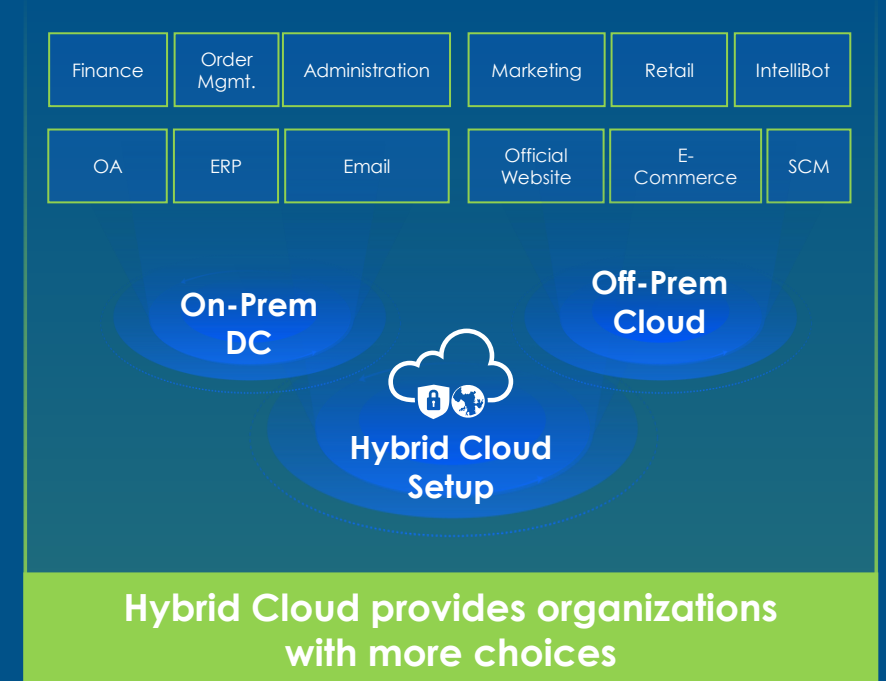 Finance
Order
Mgmt.
Administration
Marketing
Retail
IntelliBot
OA
ERP
Email
Official
Website
E-
Commerce
SCM
On-Prem
DC
Off-Prem
Cloud
Hybrid Cloud
Setup
Hybrid Cloud provides organizations
with more choices